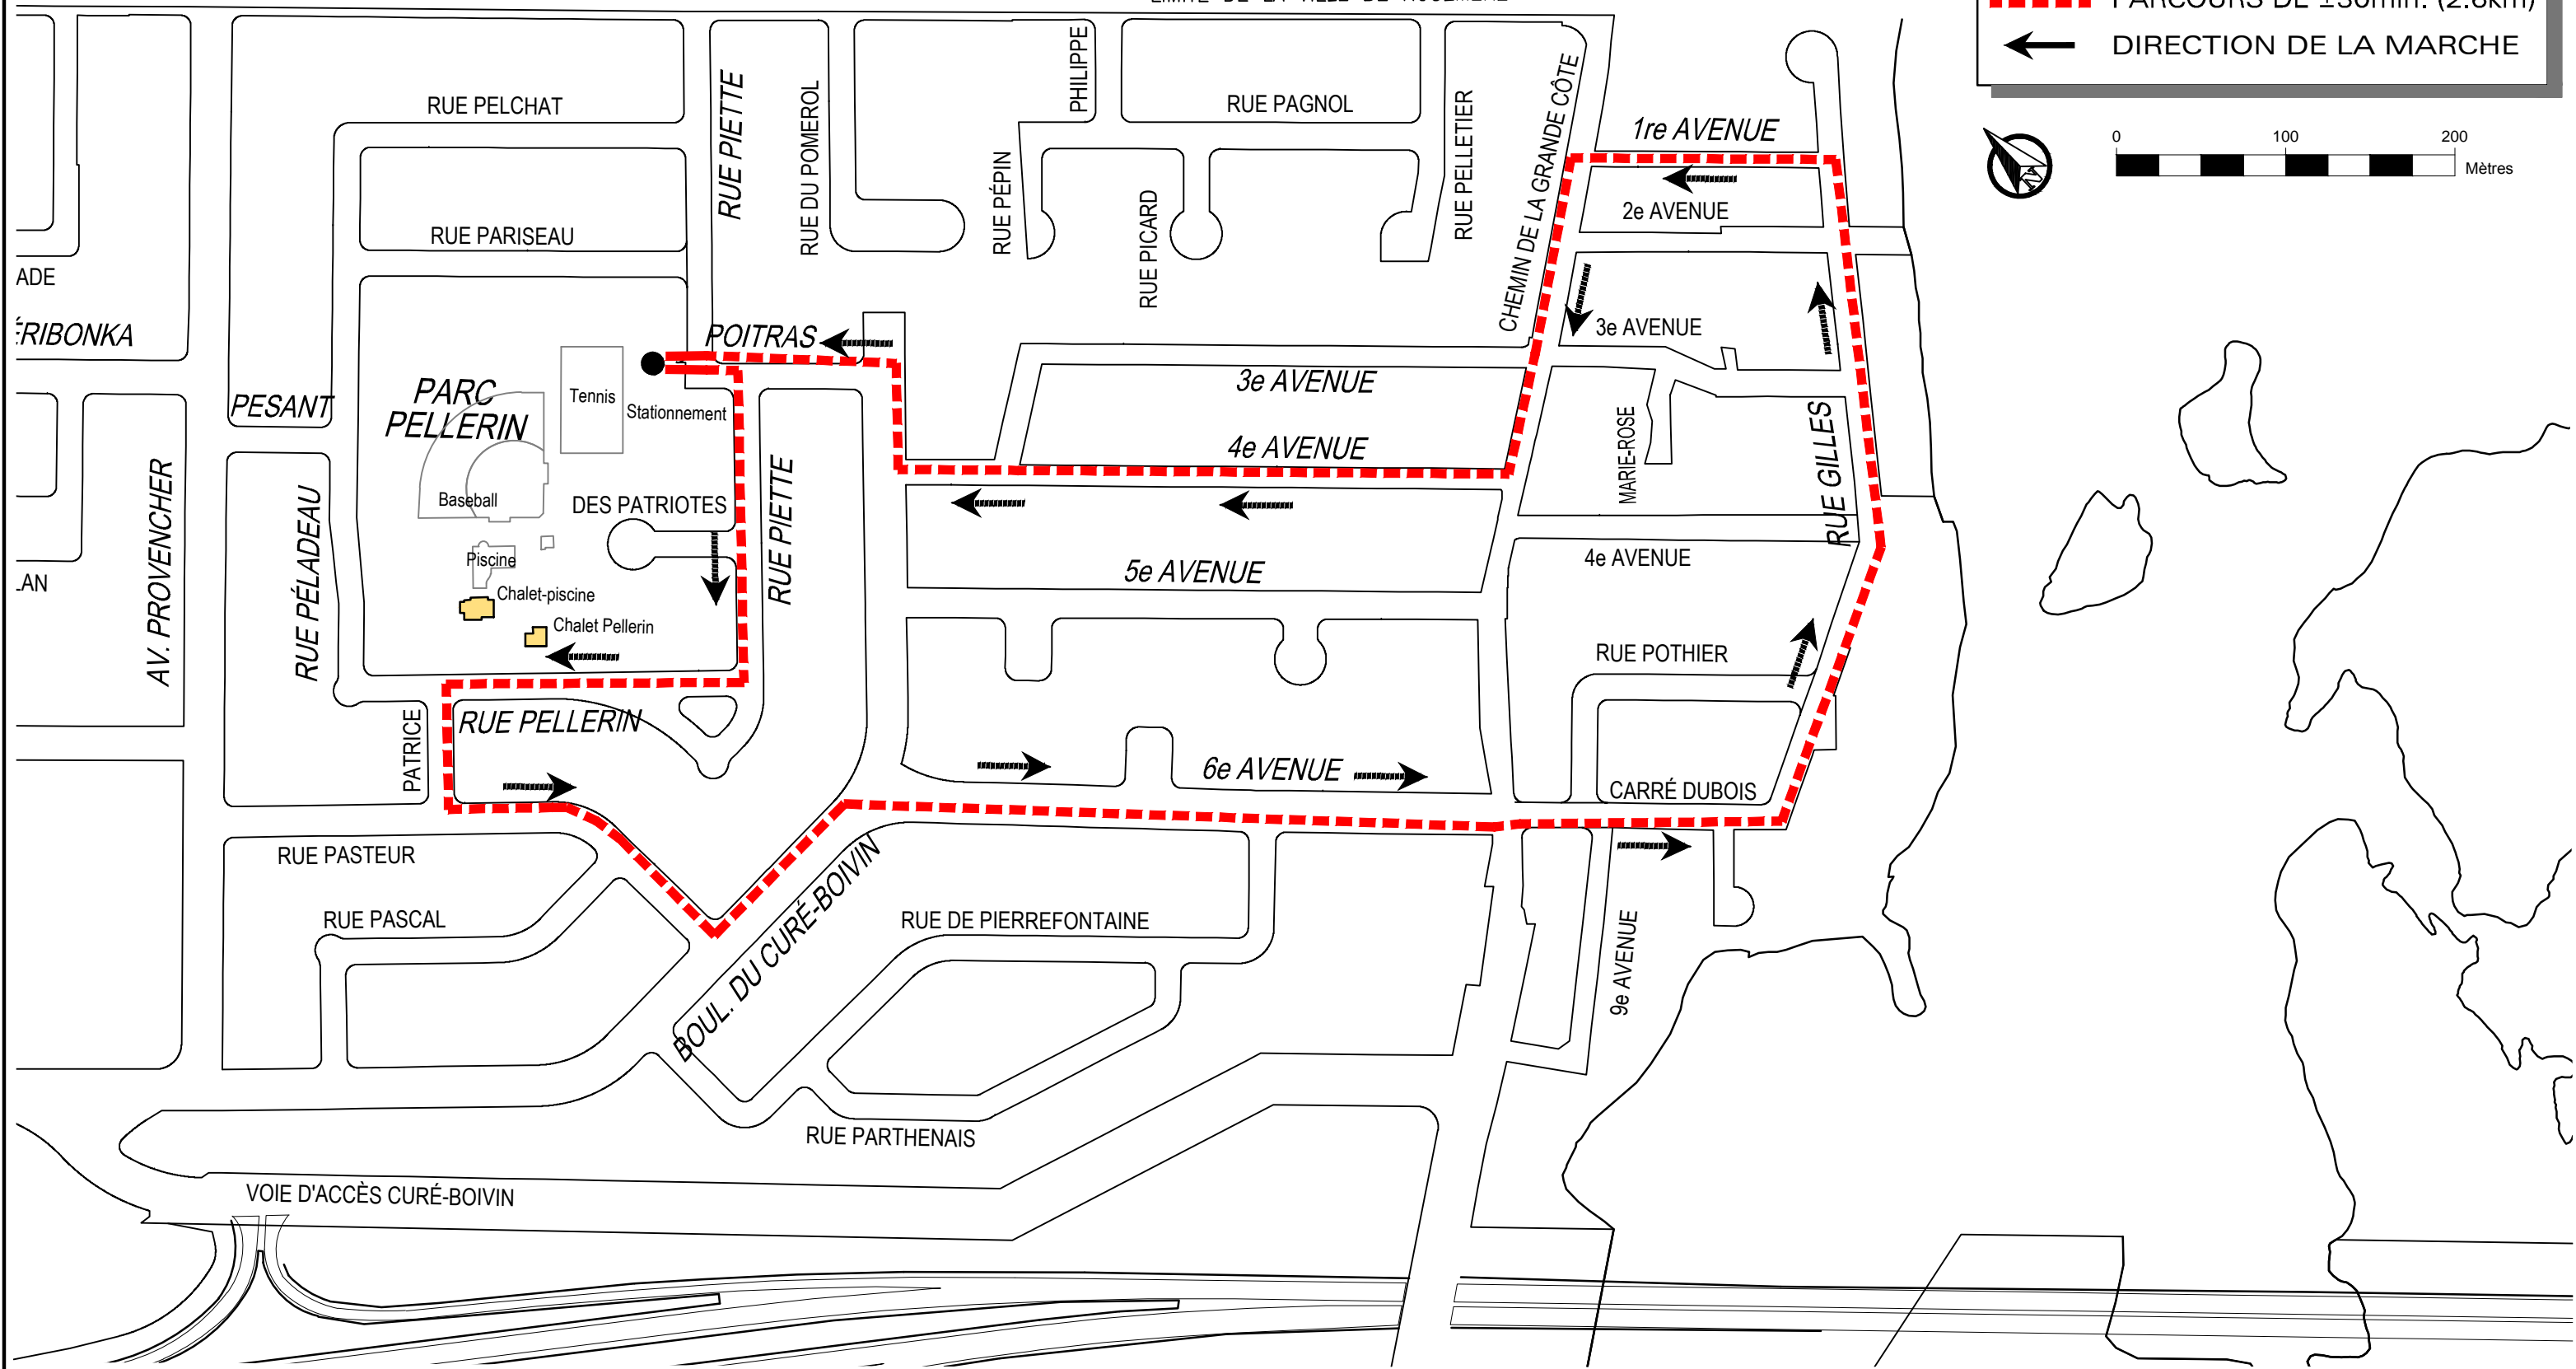 DIRECTION DE LA MARCHE
0 100 200
Mètres
N
RUE PELCHAT
RUE PIETTE
RUE DU POMEROL
PHILIPPE
RUE PAGNOL
RUE PELLETIER
CHEMIN DE LA GRANDE CÔTE
1re AVENUE
2e AVENUE
RUE PARISEAU
RUE PÉPIN
RUE PICARD
3e AVENUE
POITRAS
PARC
PELLERIN
Tennis
Stationnement
PESANT
3e AVENUE
4e AVENUE
MARIE-ROSE
RUE GILLES
AV. PROVENCHER
RUE PÉLADEAU
Baseball
DES PATRIOTES
RUE PIETTE
Piscine
Chalet-piscine
Chalet Pellerin
5e AVENUE
4e AVENUE
RUE POTHIER
RUE PELLERIN
PATRICE
6e AVENUE
CARRÉ DUBOIS
RUE PASTEUR
RUE PASCAL
BOUL. DU CURÉ-BOIVIN
RUE DE PIERREFONTAINE
9e AVENUE
RUE PARTHENAIS
VOIE D'ACCÈS CURÉ-BOIVIN